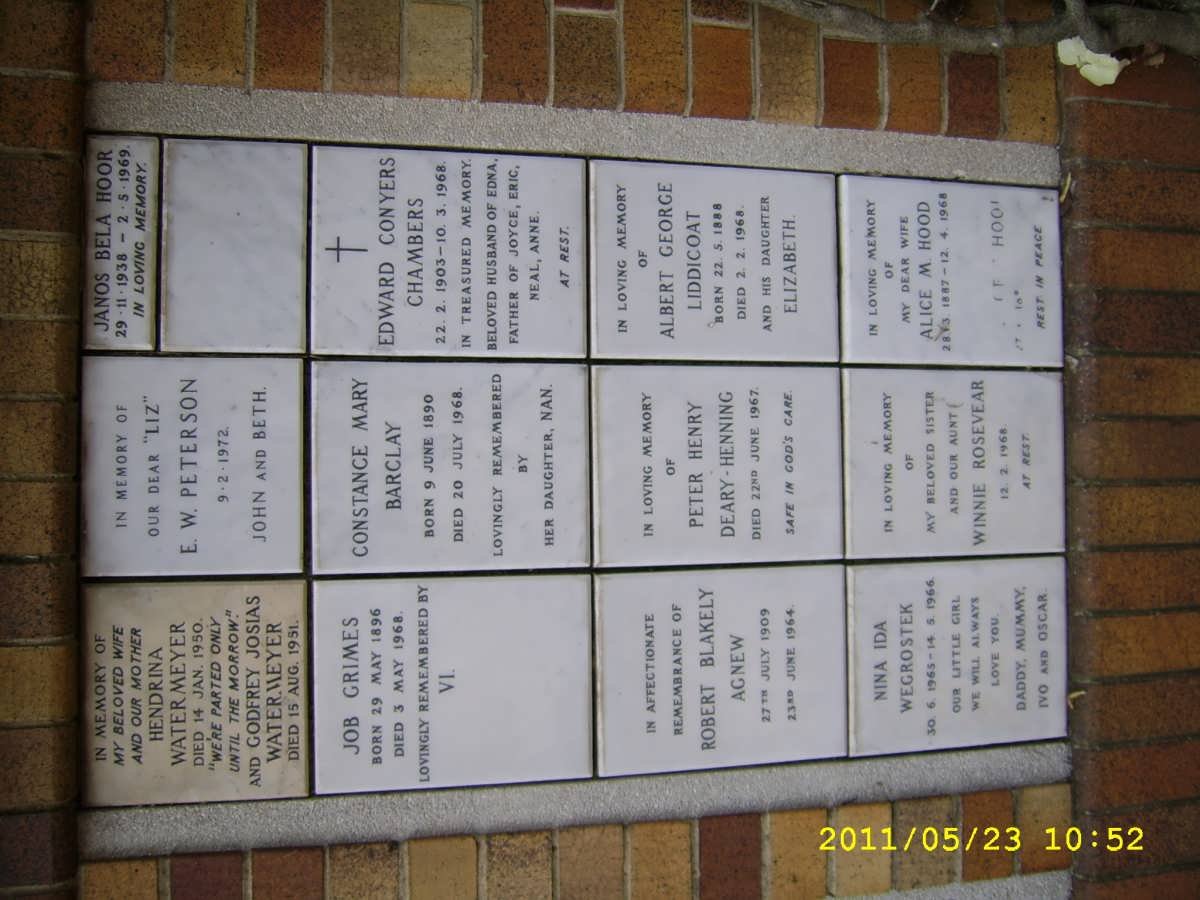 IN MEMORY OF
MY BELOVED WIFE
AND OUR MOTHER
HENDRINA
WATERMEYER
DIED 14 JAN. 1950.
"WE'RE PARTED ONLY
UNTIL THE MORROW."
AND GODFREY JOSIAS
WATERMEYER
DIED 15 AUG. 1951.
IN MEMORY OF
OUR DEAR "LIZ"
E. W. PETERSON
9·2·1972.
JOHN AND BETH.
JANOS BELA HOOR
29·11·1938 – 2·5·1969.
IN LOVING MEMORY.
JOB GRIMES
BORN 29 MAY 1896
DIED 3 MAY 1968.
LOVINGLY REMEMBERED BY
VI.
CONSTANCE MARY
BARCLAY
BORN 9 JUNE 1890
DIED 20 JULY 1968.
LOVINGLY REMEMBERED
BY
HER DAUGHTER, NAN.
EDWARD CONYERS
CHAMBERS
22. 2. 1903–10. 3. 1968.
IN TREASURED MEMORY.
BELOVED HUSBAND OF EDNA,
FATHER OF JOYCE, ERIC,
NEAL, ANNE.
AT REST.
IN AFFECTIONATE
REMEMBRANCE OF
ROBERT BLAKELY
AGNEW
27TH JULY 1909
23RD JUNE 1964.
IN LOVING MEMORY
OF
PETER HENRY
DEARY-HENNING
DIED 22ND JUNE 1967.
SAFE IN GOD'S CARE.
IN LOVING MEMORY
OF
ALBERT GEORGE
LIDDICOAT
BORN 22. 5. 1888
DIED 2. 2. 1968.
AND HIS DAUGHTER
ELIZABETH.
NINA IDA
WEGROSTEK
30. 6. 1965–14. 5. 1966.
OUR LITTLE GIRL
WE WILL ALWAYS
LOVE YOU.
DADDY, MUMMY,
IVO AND OSCAR.
IN LOVING MEMORY
OF
MY BELOVED SISTER
AND OUR AUNT
WINNIE ROSEVEAR
12. 2. 1968.
AT REST.
IN LOVING MEMORY
OF
MY DEAR WIFE
ALICE M. HOOD
28. 3. 1887–12. 4. 1968
REST IN PEACE
2011/05/23 10:52